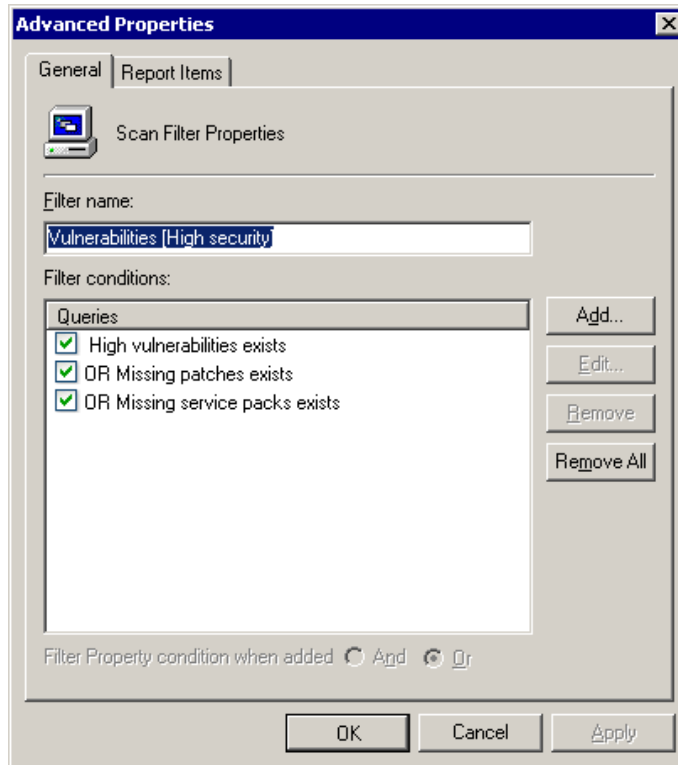 Advanced Properties
General
Report Items
Scan Filter Properties
Filter name:
Vulnerabilities [High security]
Filter conditions:
Queries
High vulnerabilities exists
OR Missing patches exists
OR Missing service packs exists
Add...
Edit...
Remove
Remove All
Filter Property condition when added And Or
OK
Cancel
Apply